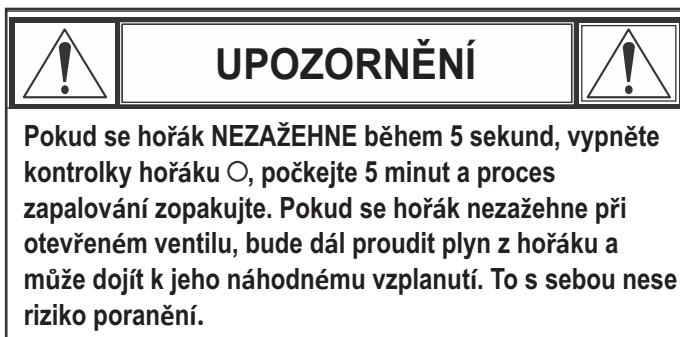 UPOZORNĚNÍ
Pokud se hořák NEZAŽEHNE během 5 sekund, vypněte
kontrolky hořáku ○, počkejte 5 minut a proces
zapalování zopakujte. Pokud se hořák nezažehne při
otevřeném ventilu, bude dál proudit plyn z hořáku a
může dojít k jeho náhodnému vzplanutí. To s sebou nese
riziko poranění.